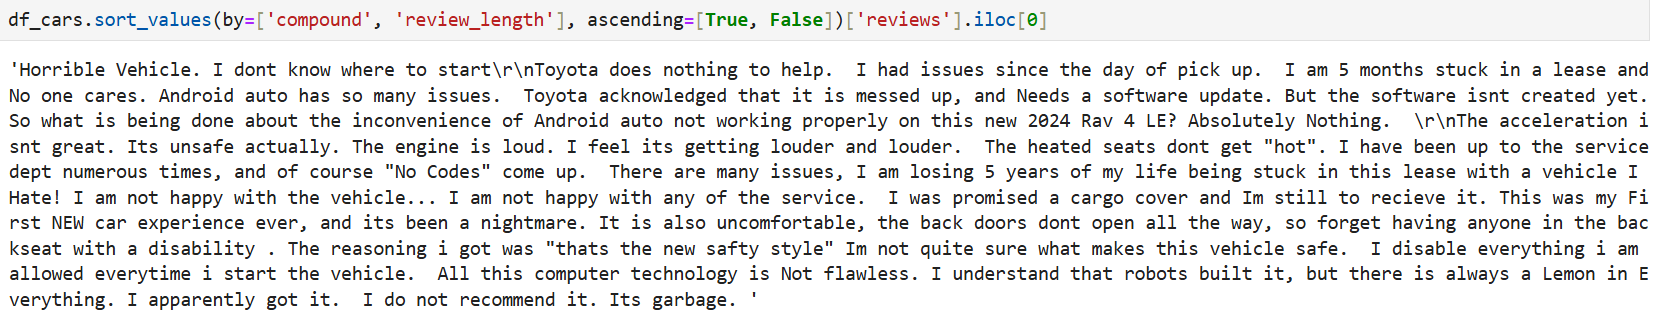 df_cars.sort_values(by=['compound', 'review_length'], ascending=[True, False])['reviews'].iloc[0]
'Horrible Vehicle. I dont know where to start\r\nToyota does nothing to help.  I had issues since the day of pick up.  I am 5 months stuck in a lease and
No one cares. Android auto has so many issues.  Toyota acknowledged that it is messed up, and Needs a software update. But the software isnt created yet.
So what is being done about the inconvenience of Android auto not working properly on this new 2024 Rav 4 LE? Absolutely Nothing.  \r\nThe acceleration i
snt great. Its unsafe actually. The engine is loud. I feel its getting louder and louder.  The heated seats dont get "hot". I have been up to the service
dept numerous times, and of course "No Codes" come up.  There are many issues, I am losing 5 years of my life being stuck in this lease with a vehicle I
Hate! I am not happy with the vehicle... I am not happy with any of the service.  I was promised a cargo cover and Im still to recieve it. This was my Fi
rst NEW car experience ever, and its been a nightmare. It is also uncomfortable, the back doors dont open all the way, so forget having anyone in the bac
kseat with a disability . The reasoning i got was "thats the new safty style" Im not quite sure what makes this vehicle safe.  I disable everything i am
allowed everytime i start the vehicle.  All this computer technology is Not flawless. I understand that robots built it, but there is always a Lemon in E
verything. I apparently got it.  I do not recommend it. Its garbage. '